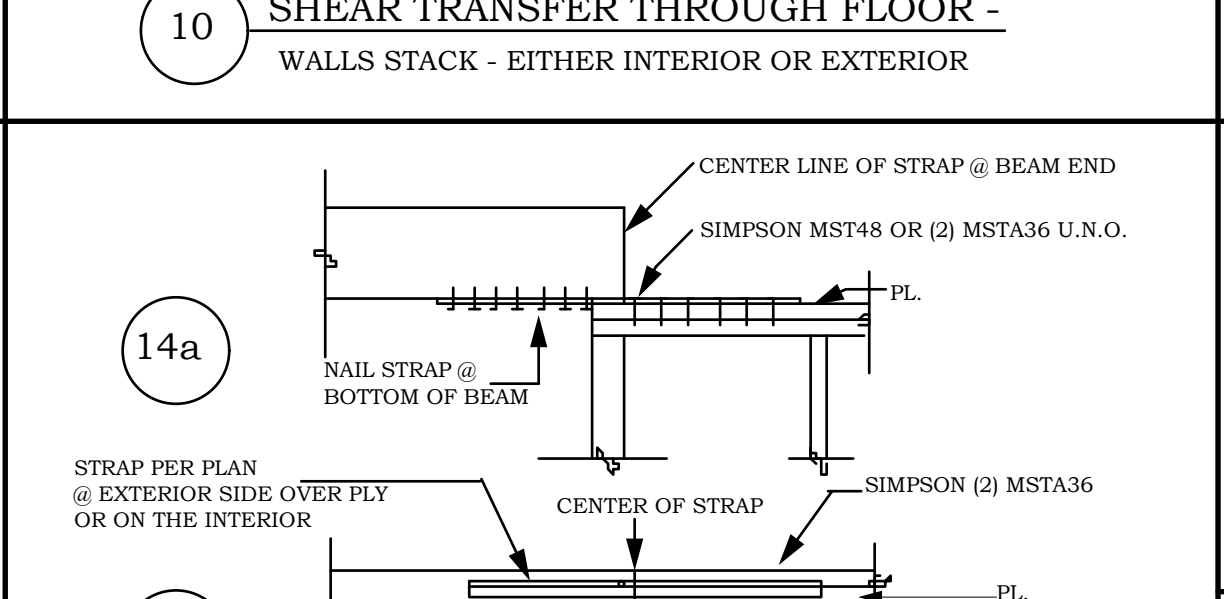 10
SHEAR TRANSFER THROUGH FLOOR -
WALLS STACK - EITHER INTERIOR OR EXTERIOR
CENTER LINE OF STRAP @ BEAM END
SIMPSON MST48 OR (2) MSTA36 U.N.O.
PL.
14a
NAIL STRAP @
BOTTOM OF BEAM
STRAP PER PLAN
@ EXTERIOR SIDE OVER PLY
OR ON THE INTERIOR
CENTER OF STRAP
SIMPSON (2) MSTA36
PL.